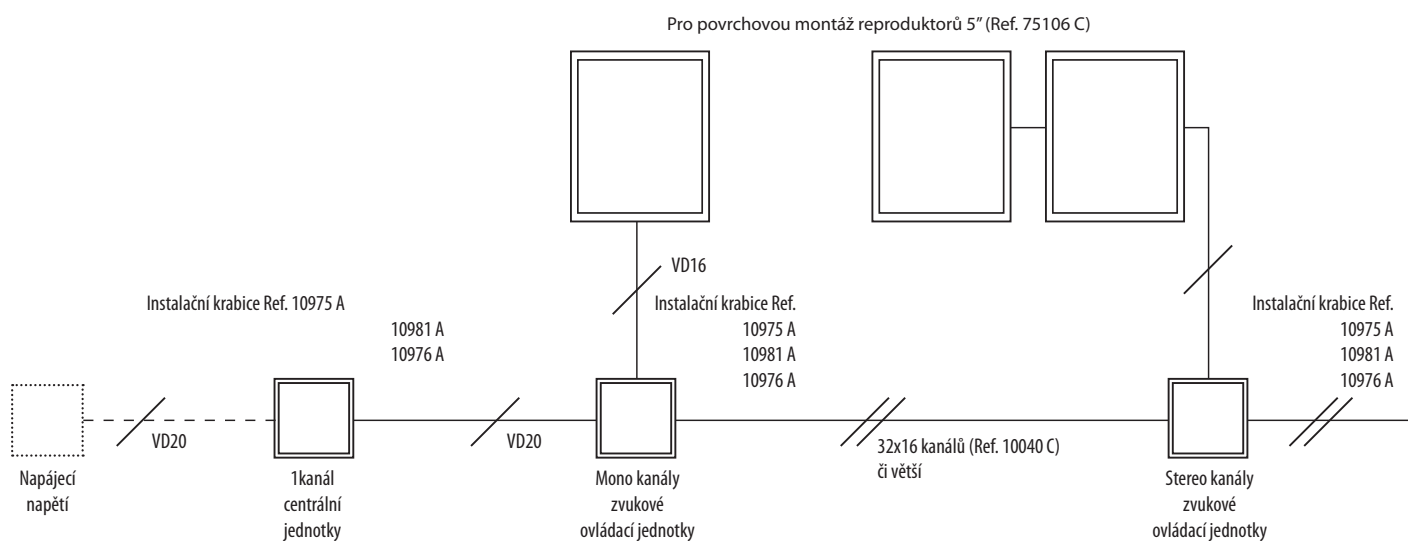 Pro povrchovou montáž reproduktorů 5” (Ref. 75106 C)
VD16
Instalační krabice Ref. 10975 A
10981 A
10976 A
Instalační krabice Ref.
10975 A
10981 A
10976 A
Instalační krabice Ref.
10975 A
10981 A
10976 A
VD20
VD20
32x16 kanálů (Ref. 10040 C)
či větší
Napájecí
napětí
1kanál
centrální
jednotky
Mono kanály
zvukové
ovládací jednotky
Stereo kanály
zvukové
ovládací jednotky